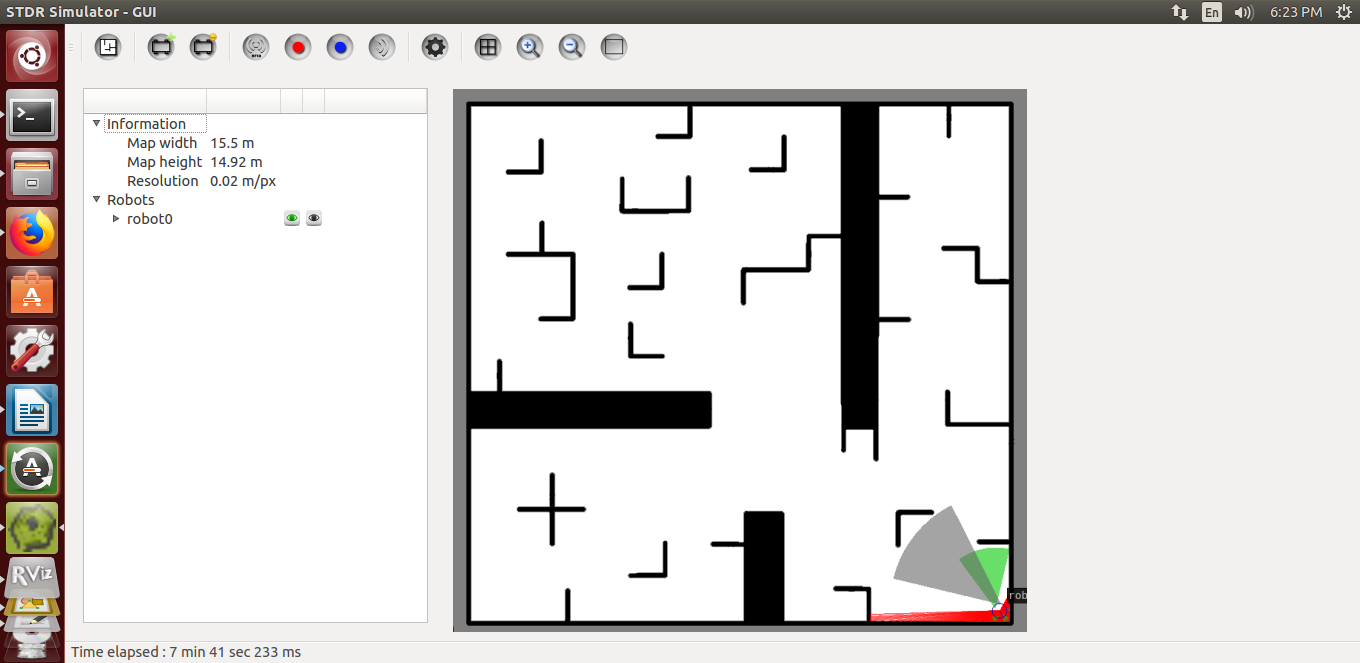 STDR Simulator - GUI
En
6:23 PM
Information
Map width 15.5 m
Map height 14.92 m
Resolution 0.02 m/px
Robots
robot0
RViz
rob
Time elapsed : 7 min 41 sec 233 ms